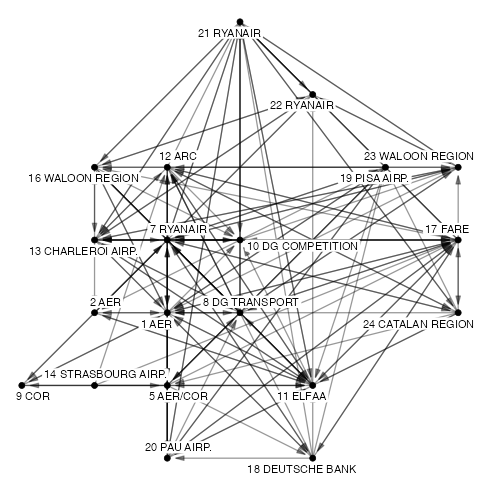 21 RYANAIR
22 RYANAIR
12 ARC
23 WALOON REGION
16 WALOON REGION
19 PISA AIRP.
7 RYANAIR
17 FARE
13 CHARLEROI AIRP.
10 DG COMPETITION
2 AER
8 DG TRANSPORT
1 AER
24 CATALAN REGION
14 STRASBOURG AIRP.
9 COR
5 AER/COR
11 ELFAA
20 PAU AIRP.
18 DEUTSCHE BANK